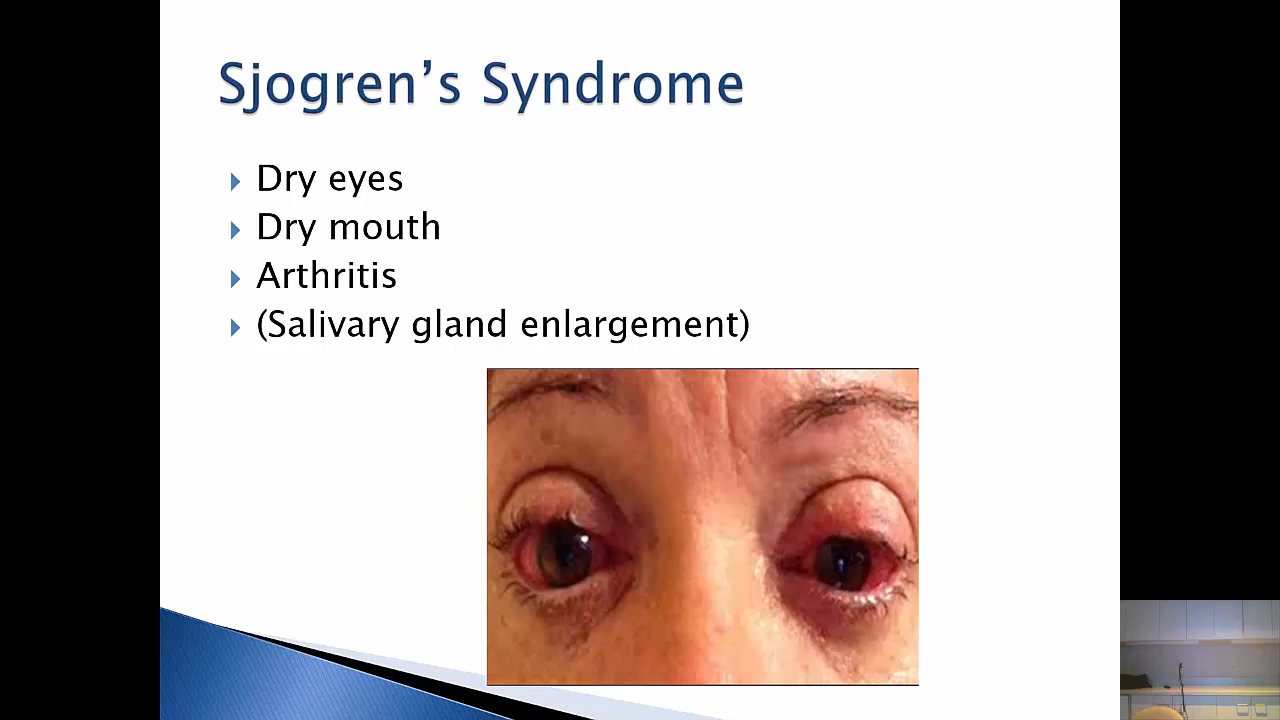 Sjogren’s Syndrome
Dry eyes
Dry mouth
Arthritis
(Salivary gland enlargement)